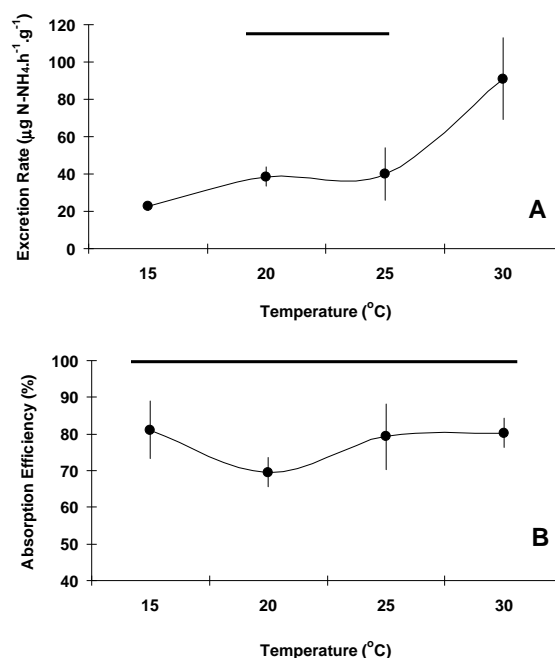 Excretion Rate (µg N-NH₄.h⁻¹.g⁻¹)
120
100
80
60
40
20
0
A
15 20 25 30
Temperature (°C)
Absorption Efficiency (%)
100
90
80
70
60
50
40
B
15 20 25 30
Temperature (°C)